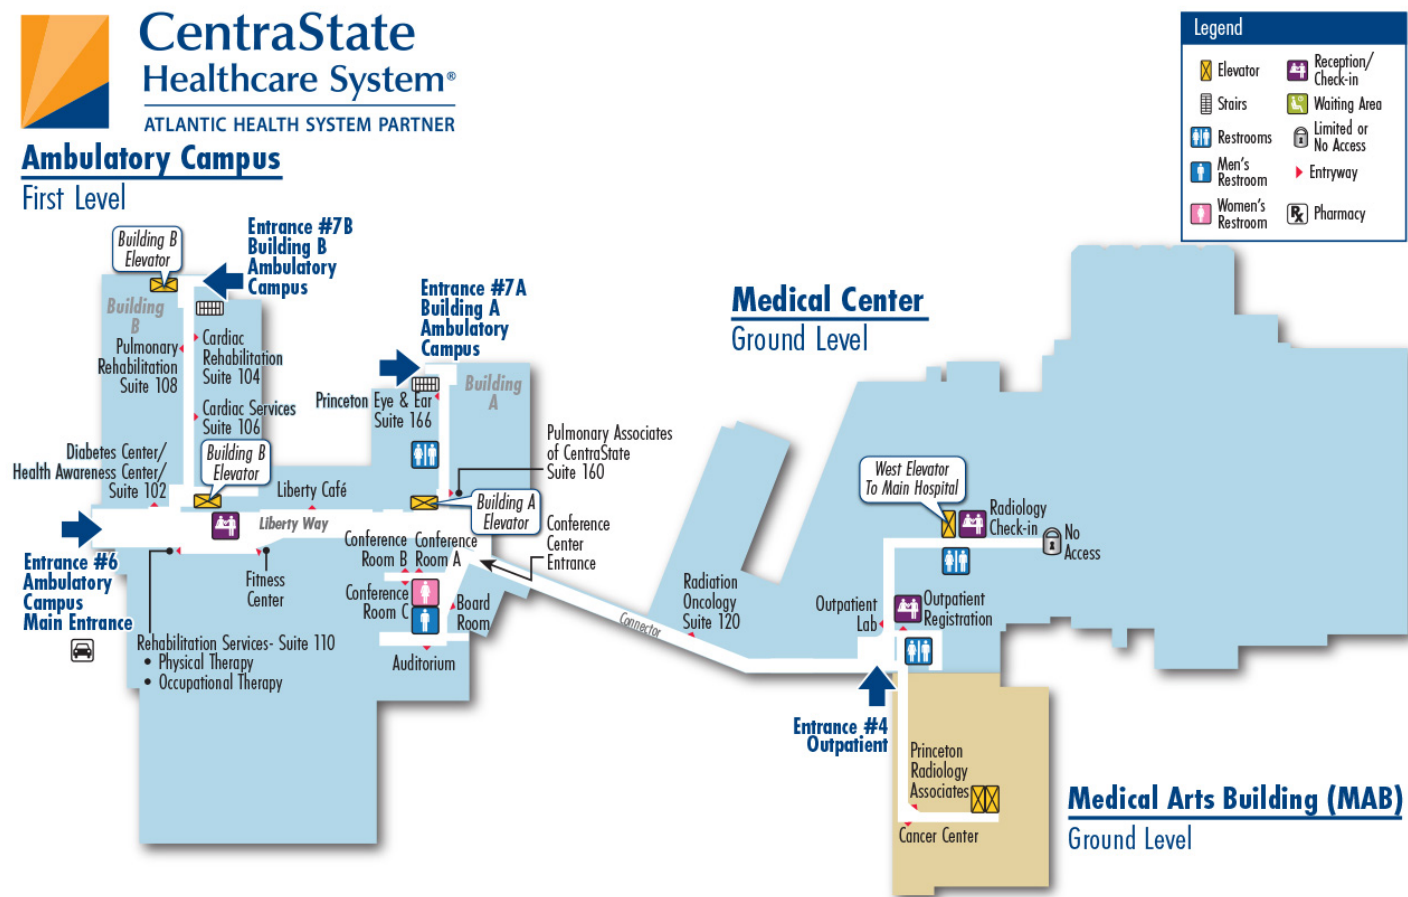 CentraState
Healthcare System®
ATLANTIC HEALTH SYSTEM PARTNER
Ambulatory Campus
First Level
Legend
Elevator
Reception/
Check-in
Stairs
Waiting Area
Restrooms
Limited or
No Access
Men's
Restroom
Entryway
Women's
Restroom
Pharmacy
Building B
Elevator
Entrance #7B
Building B
Ambulatory
Campus
Building
B
Pulmonary
Rehabilitation
Suite 108
Cardiac
Rehabilitation
Suite 104
Cardiac Services
Suite 106
Diabetes Center/
Health Awareness Center/
Suite 102
Building B
Elevator
Entrance #7A
Building A
Ambulatory
Campus
Building
A
Princeton Eye & Ear
Suite 166
Pulmonary Associates
of CentraState
Suite 160
Building A
Elevator
Liberty Café
Liberty Way
Conference
Center
Entrance
Entrance #6
Ambulatory
Campus
Main Entrance
Fitness
Center
Rehabilitation Services- Suite 110
• Physical Therapy
• Occupational Therapy
Conference
Room B
Conference
Room A
Conference
Room C
Board
Room
Auditorium
Connector
Medical Center
Ground Level
West Elevator
To Main Hospital
Radiology
Check-in
No
Access
Radiation
Oncology
Suite 120
Outpatient
Lab
Outpatient
Registration
Entrance #4
Outpatient
Princeton
Radiology
Associates
Cancer Center
Medical Arts Building (MAB)
Ground Level